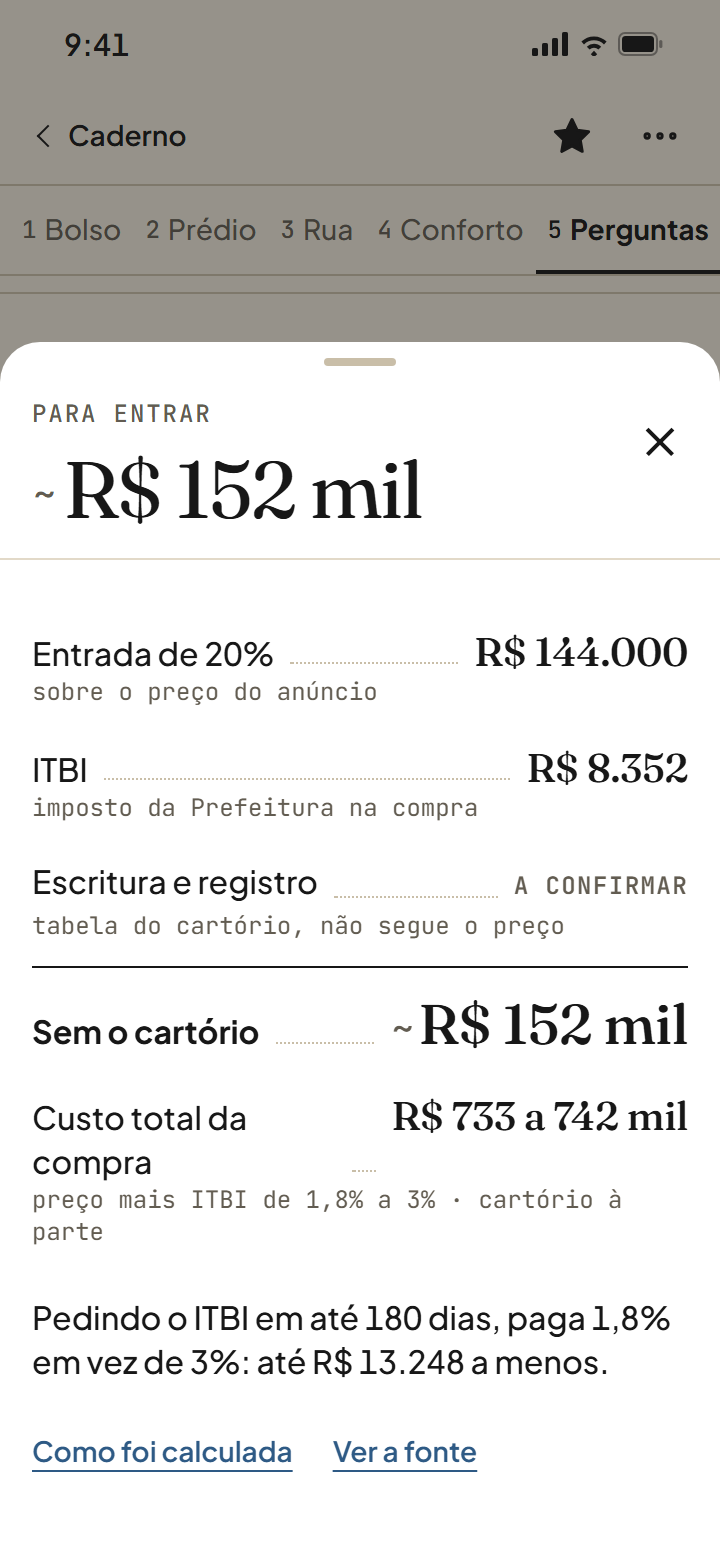 9:41
Caderno
1 Bolso 2 Prédio 3 Rua 4 Conforto 5 Perguntas
PARA ENTRAR
~ R$ 152 mil
Entrada de 20% R$ 144.000
sobre o preço do anúncio
ITBI R$ 8.352
imposto da Prefeitura na compra
Escritura e registro A CONFIRMAR
tabela do cartório, não segue o preço
Sem o cartório ~ R$ 152 mil
Custo total da R$ 733 a 742 mil
compra
preço mais ITBI de 1,8% a 3% · cartório à
parte
Pedindo o ITBI em até 180 dias, paga 1,8%
em vez de 3%: até R$ 13.248 a menos.
Como foi calculada Ver a fonte